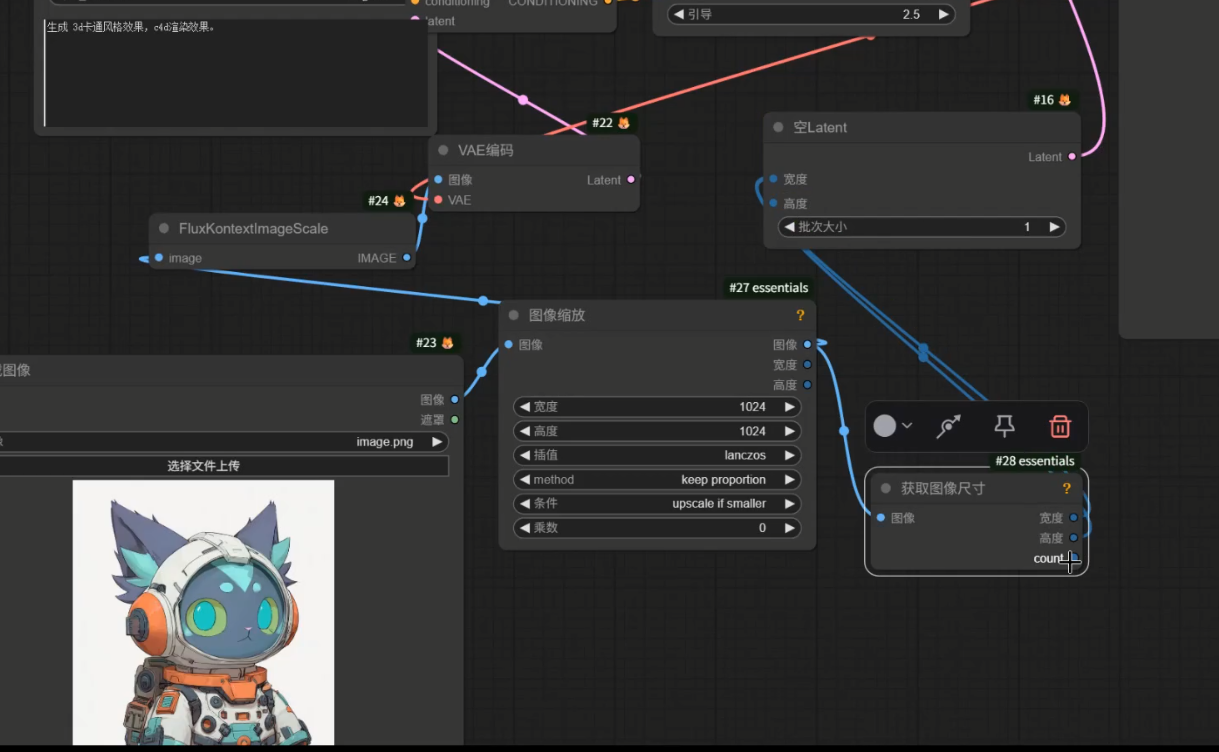 conditioning
CONDITIONING
latent
生成 3d卡通风格效果，c4d渲染效果。
引导
2.5
#16
空Latent
Latent
宽度
高度
批次大小
1
#22
VAE编码
图像
Latent
VAE
#24
FluxKontextImageScale
image
IMAGE
#27 essentials
图像缩放
?
图像
图像
宽度
高度
宽度
1024
高度
1024
插值
lanczos
method
keep proportion
条件
upscale if smaller
乘数
0
#23
图像
图像
遮罩
image.png
选择文件上传
#28 essentials
获取图像尺寸
?
图像
宽度
高度
count